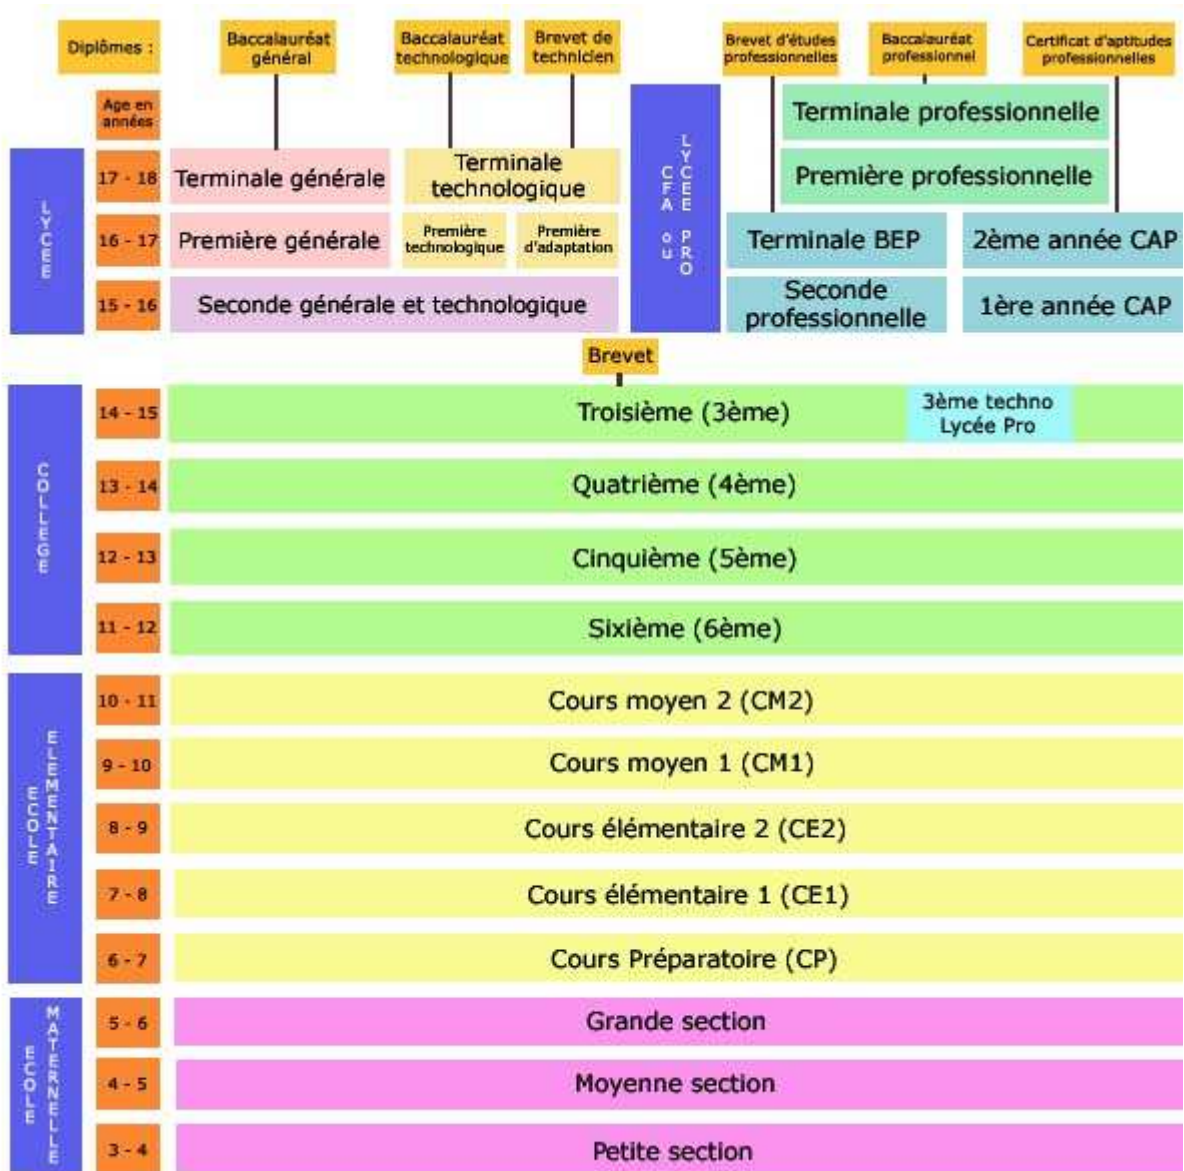 Diplômes :
Baccalauréat
général
Baccalauréat
technologique
Brevet de
technicien
Brevet d'études
professionnelles
Baccalauréat
professionnel
Certificat d'aptitudes
professionnelles
Age en
années
Terminale professionnelle
LYCEE
17 - 18
Terminale générale
Terminale
technologique
CFA ou
LYCEE PRO
Première professionnelle
16 - 17
Première générale
Première
technologique
Première
d'adaptation
Terminale BEP
2ème année CAP
15 - 16
Seconde générale et technologique
Seconde
professionnelle
1ère année CAP
Brevet
COLLEGE
14 - 15
Troisième (3ème)
3ème techno
Lycée Pro
13 - 14
Quatrième (4ème)
12 - 13
Cinquième (5ème)
11 - 12
Sixième (6ème)
ECOLE
ELEMENTAIRE
10 - 11
Cours moyen 2 (CM2)
9 - 10
Cours moyen 1 (CM1)
8 - 9
Cours élémentaire 2 (CE2)
7 - 8
Cours élémentaire 1 (CE1)
6 - 7
Cours Préparatoire (CP)
ECOLE
MATERNELLE
5 - 6
Grande section
4 - 5
Moyenne section
3 - 4
Petite section